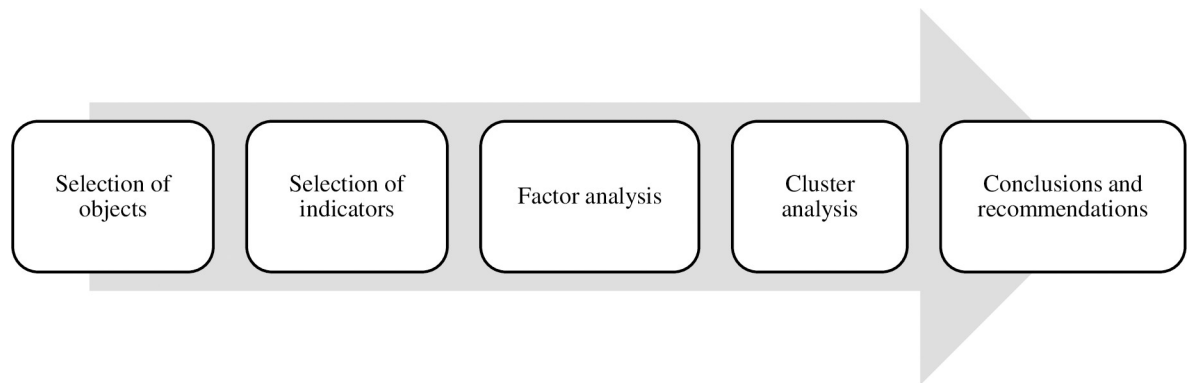 Selection of
objects
Selection of
indicators
Factor analysis
Cluster
analysis
Conclusions and
recommendations